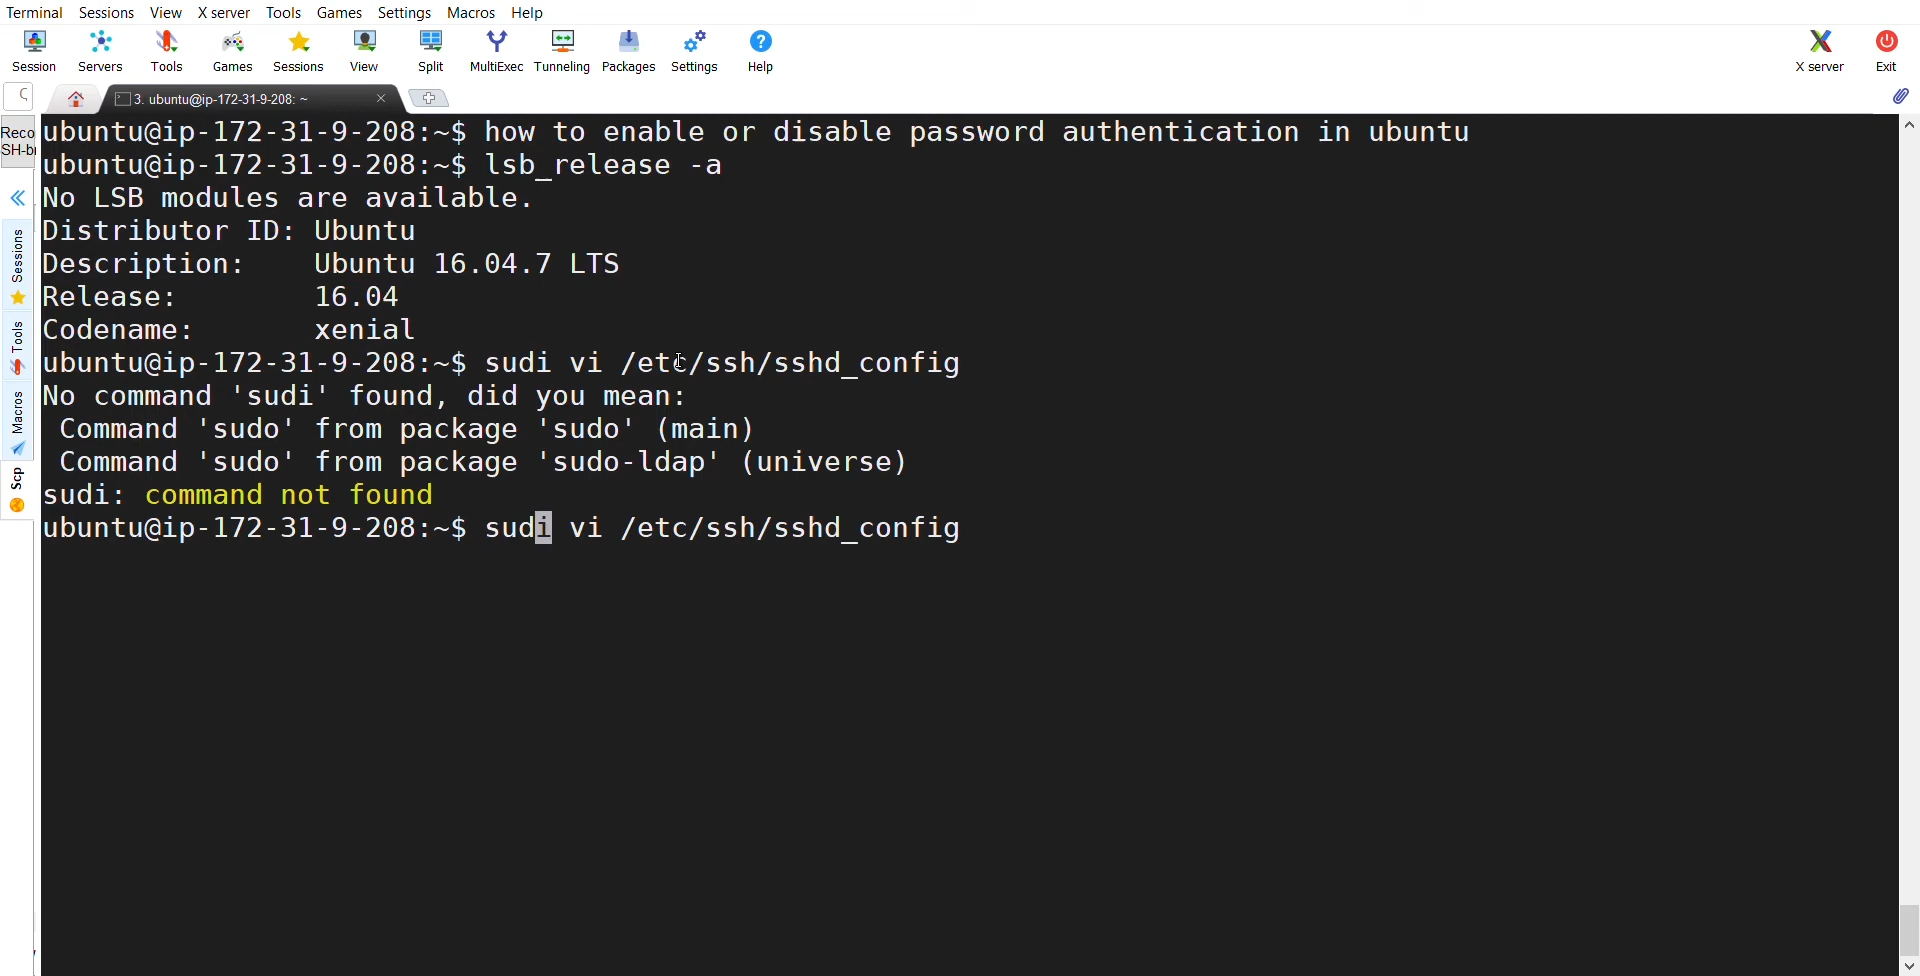 Terminal Sessions View X server Tools Games Settings Macros Help
Session Servers Tools Games Sessions View Split MultiExec Tunneling Packages Settings Help X server Exit
3. ubuntu@ip-172-31-9-208: ~
Reco
SH-b
Sessions
Tools
Macros
Scp
ubuntu@ip-172-31-9-208:~$ how to enable or disable password authentication in ubuntu
ubuntu@ip-172-31-9-208:~$ lsb_release -a
No LSB modules are available.
Distributor ID: Ubuntu
Description: Ubuntu 16.04.7 LTS
Release: 16.04
Codename: xenial
ubuntu@ip-172-31-9-208:~$ sudi vi /etc/ssh/sshd_config
No command 'sudi' found, did you mean:
Command 'sudo' from package 'sudo' (main)
Command 'sudo' from package 'sudo-ldap' (universe)
sudi: command not found
ubuntu@ip-172-31-9-208:~$ sudi vi /etc/ssh/sshd_config